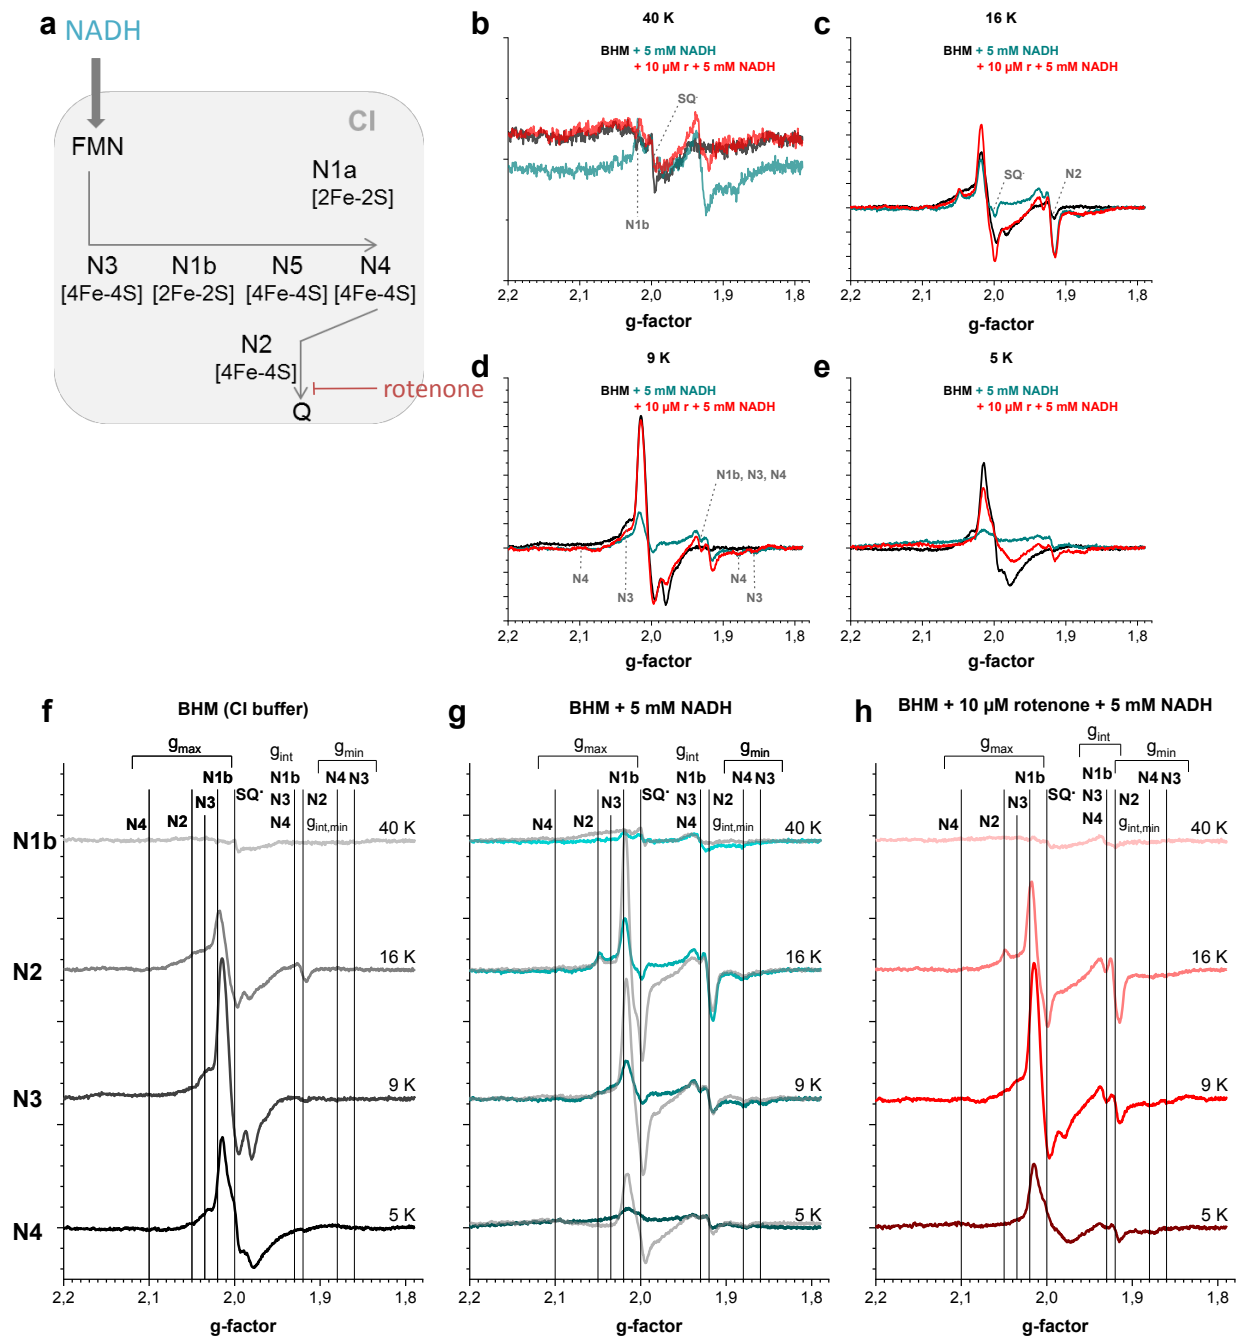 a
NADH
CI
FMN
N1a
[2Fe-2S]
N3 N1b N5 N4
[4Fe-4S] [2Fe-2S] [4Fe-4S] [4Fe-4S]
N2
[4Fe-4S]
rotenone
Q
b
40 K
BHM + 5 mM NADH
+ 10 µM r + 5 mM NADH
SQ·
N1b
2,2 2,1 2,0 1,9 1,8
g-factor
c
16 K
BHM + 5 mM NADH
+ 10 µM r + 5 mM NADH
SQ· N2
2,2 2,1 2,0 1,9 1,8
g-factor
d
9 K
BHM + 5 mM NADH
+ 10 µM r + 5 mM NADH
N1b, N3, N4
N4 N3 N4 N3
2,2 2,1 2,0 1,9 1,8
g-factor
e
5 K
BHM + 5 mM NADH
+ 10 µM r + 5 mM NADH
2,2 2,1 2,0 1,9 1,8
g-factor
f
BHM (CI buffer)
gmax gint gmin
N1b N1b N4 N3
N3 SQ· N3 N2
N4 N2 N4 gint,min
N1b 40 K
N2 16 K
N3 9 K
N4 5 K
2,2 2,1 2,0 1,9 1,8
g-factor
g
BHM + 5 mM NADH
gmax gint gmin
N1b N1b N4 N3
N3 SQ· N3 N2
N4 N2 N4 gint,min
40 K
16 K
9 K
5 K
2,2 2,1 2,0 1,9 1,8
g-factor
h
BHM + 10 µM rotenone + 5 mM NADH
gmax gint gmin
N1b N1b N4 N3
N3 SQ· N3 N2
N4 N2 N4 gint,min
40 K
16 K
9 K
5 K
2,2 2,1 2,0 1,9 1,8
g-factor